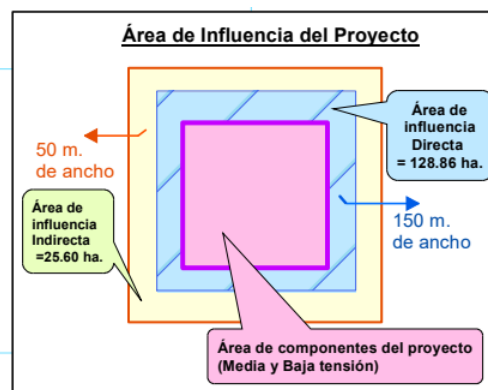 Área de Influencia del Proyecto
Área de
influencia
Directa
= 128.86 ha.
50 m.
de ancho
Área de
influencia
Indirecta
=25.60 ha.
150 m.
de ancho
Área de componentes del proyecto
(Media y Baja tensión)